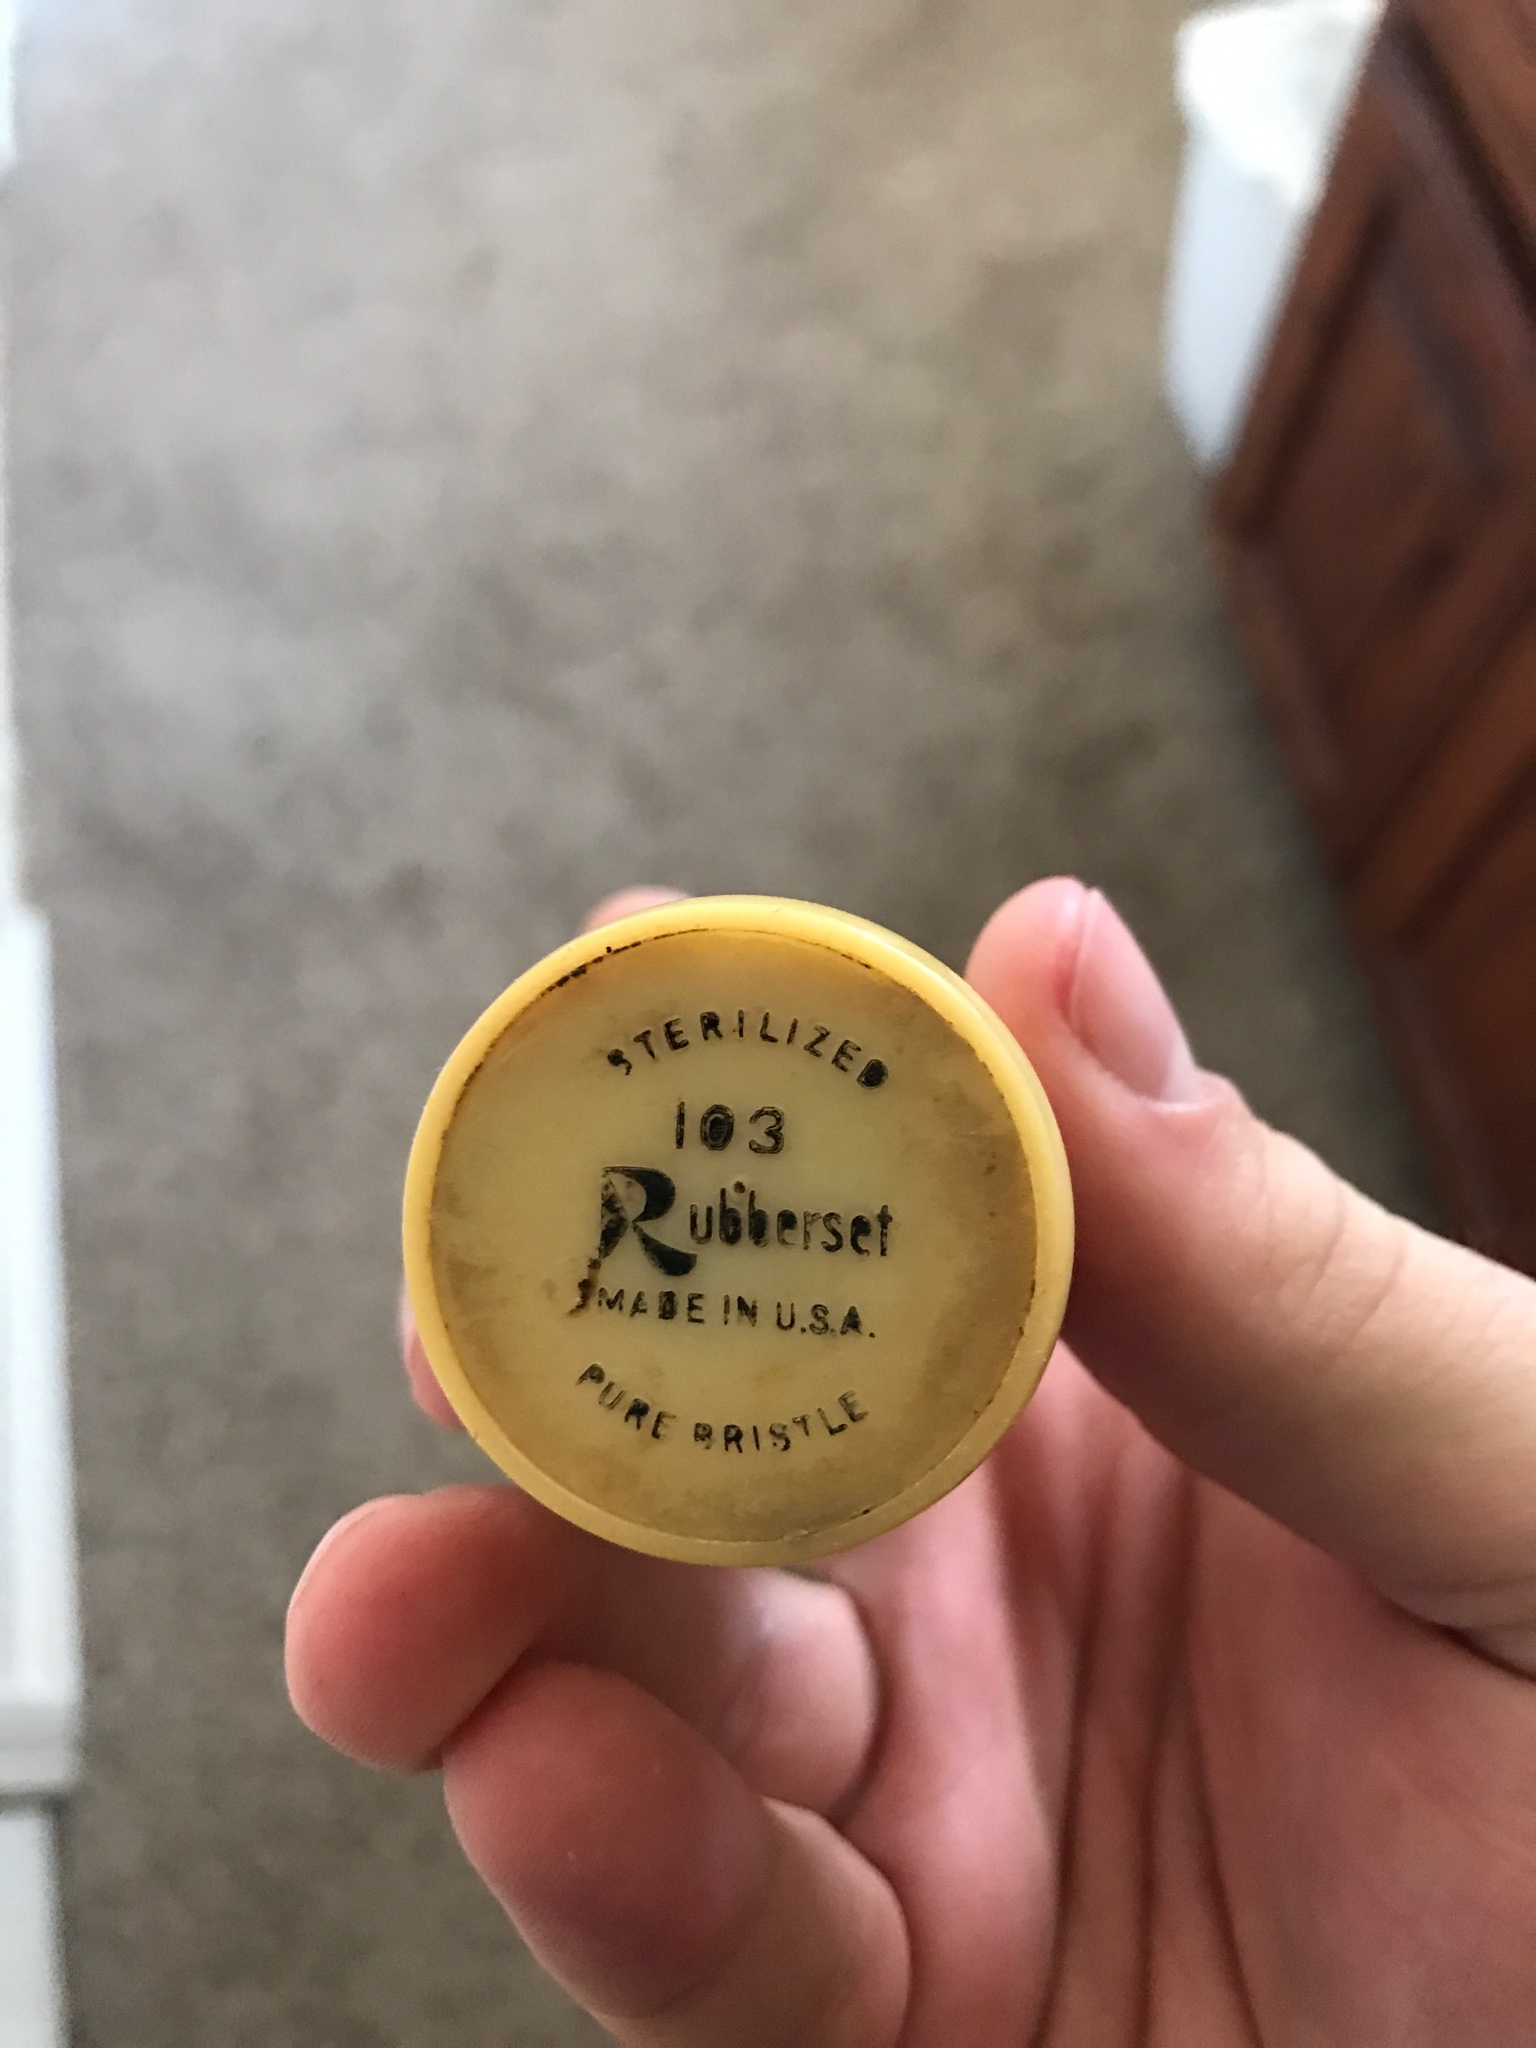 STERILIZED
103
Rubberset
MADE IN U.S.A.
PURE BRISTLE